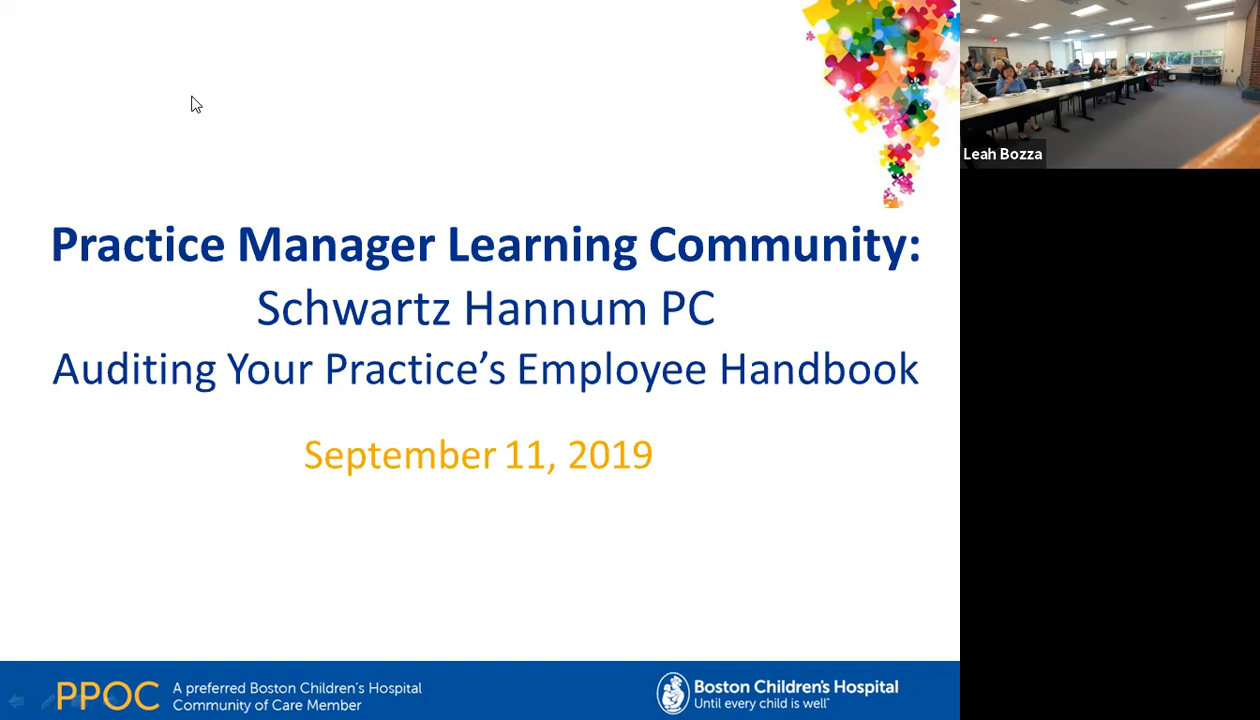 Practice Manager Learning Community:
Schwartz Hannum PC
Auditing Your Practice’s Employee Handbook
September 11, 2019
PPOC
A preferred Boston Children's Hospital
Community of Care Member
Boston Children's Hospital
Until every child is well™
Leah Bozza